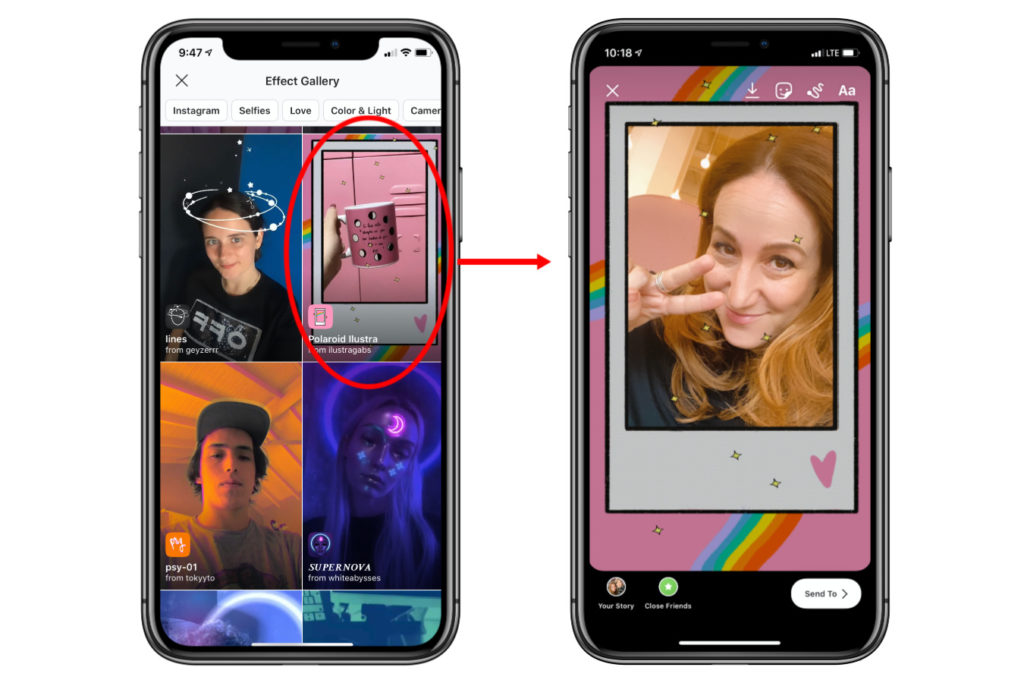 9:47
Effect Gallery
Instagram
Selfies
Love
Color & Light
Camer
lines
from geyzerrr
Polaroid Ilustra
from ilustragabs
psy-01
from tokyyto
SUPERNOVA
from whiteabysses
10:18
LTE
Aa
Your Story
Close Friends
Send To